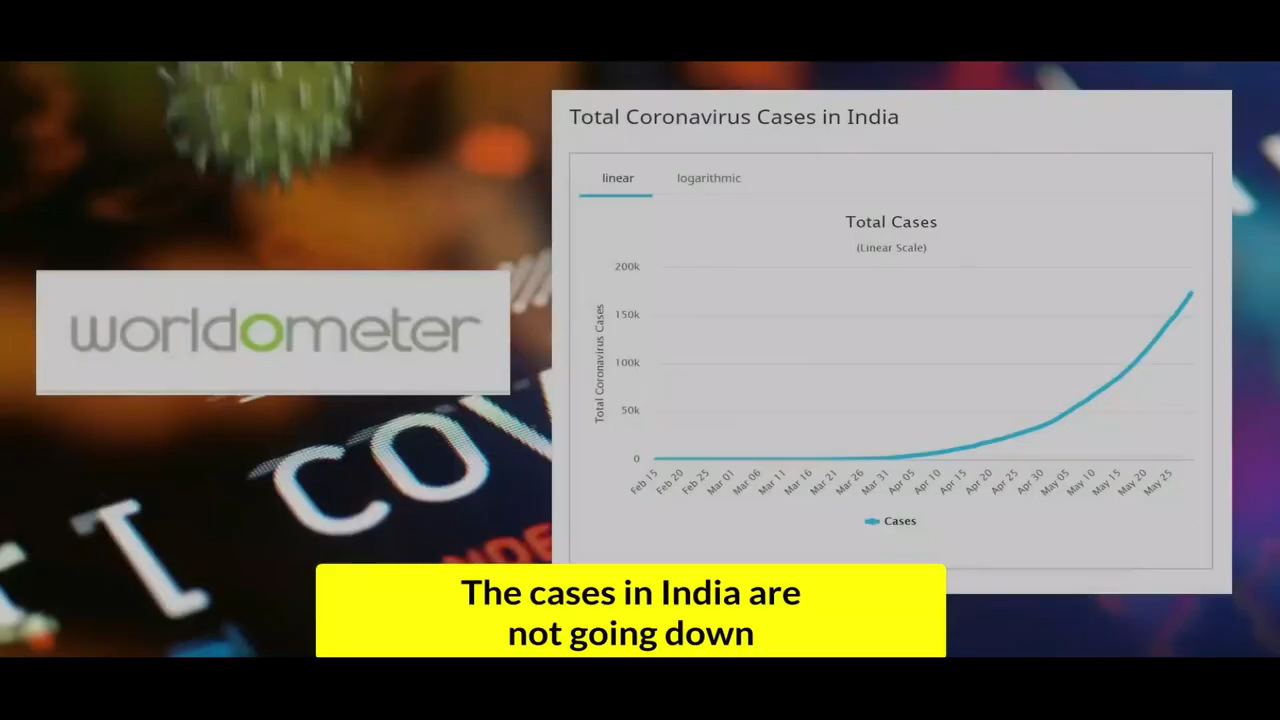 Total Coronavirus Cases in India
linear logarithmic
Total Cases
(Linear Scale)
Total Coronavirus Cases
200k
150k
100k
50k
0
Feb 15 Feb 20 Feb 25 Mar 01 Mar 06 Mar 11 Mar 16 Mar 21 Mar 26 Mar 31 Apr 05 Apr 10 Apr 15 Apr 20 Apr 25 Apr 30 May 05 May 10 May 15 May 20 May 25
Cases
worldometer
COV
The cases in India are
not going down